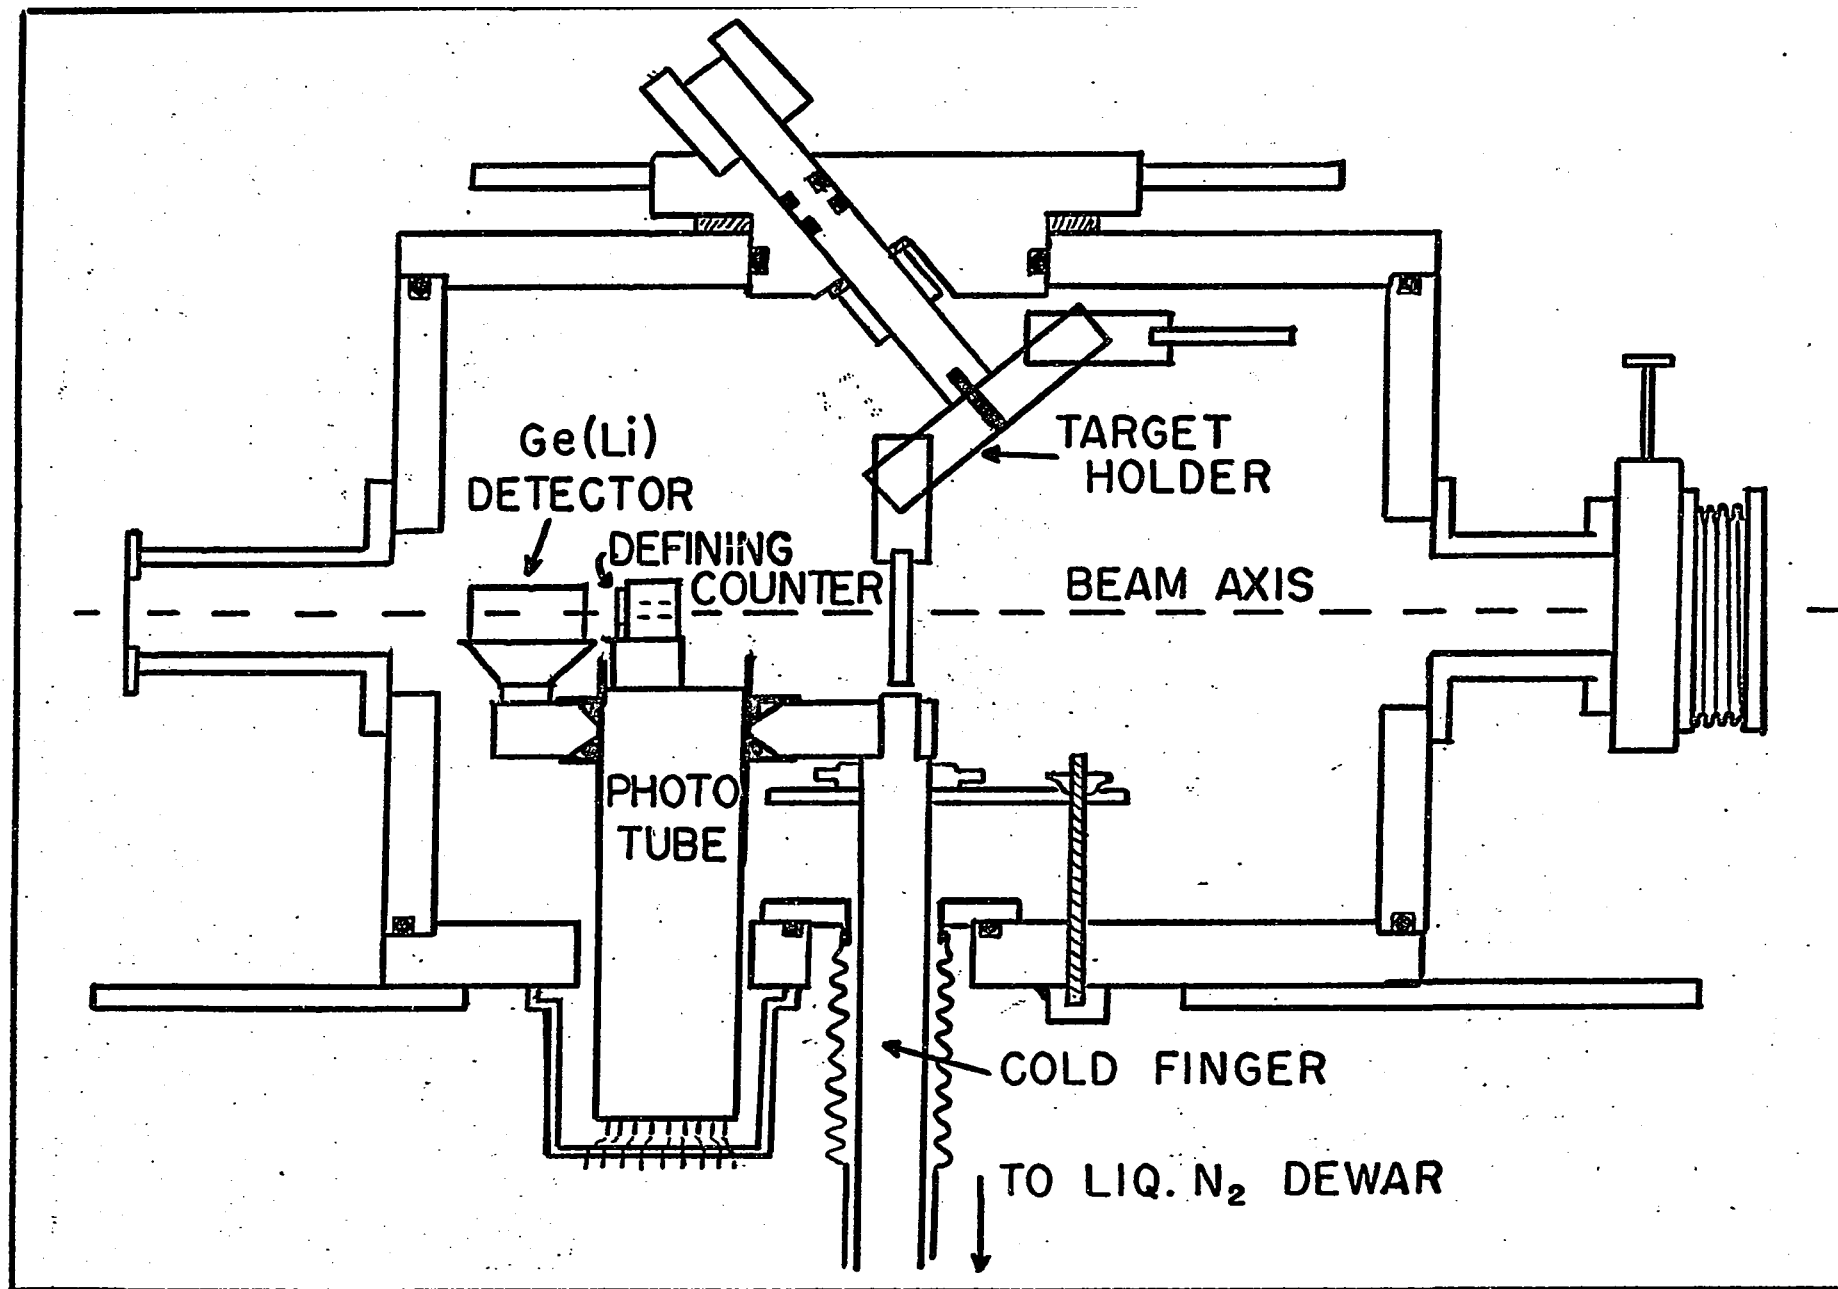 Ge(Li)
DETECTOR
DEFINING
COUNTER
TARGET
HOLDER
BEAM AXIS
PHOTO
TUBE
COLD FINGER
TO LIQ. N₂ DEWAR